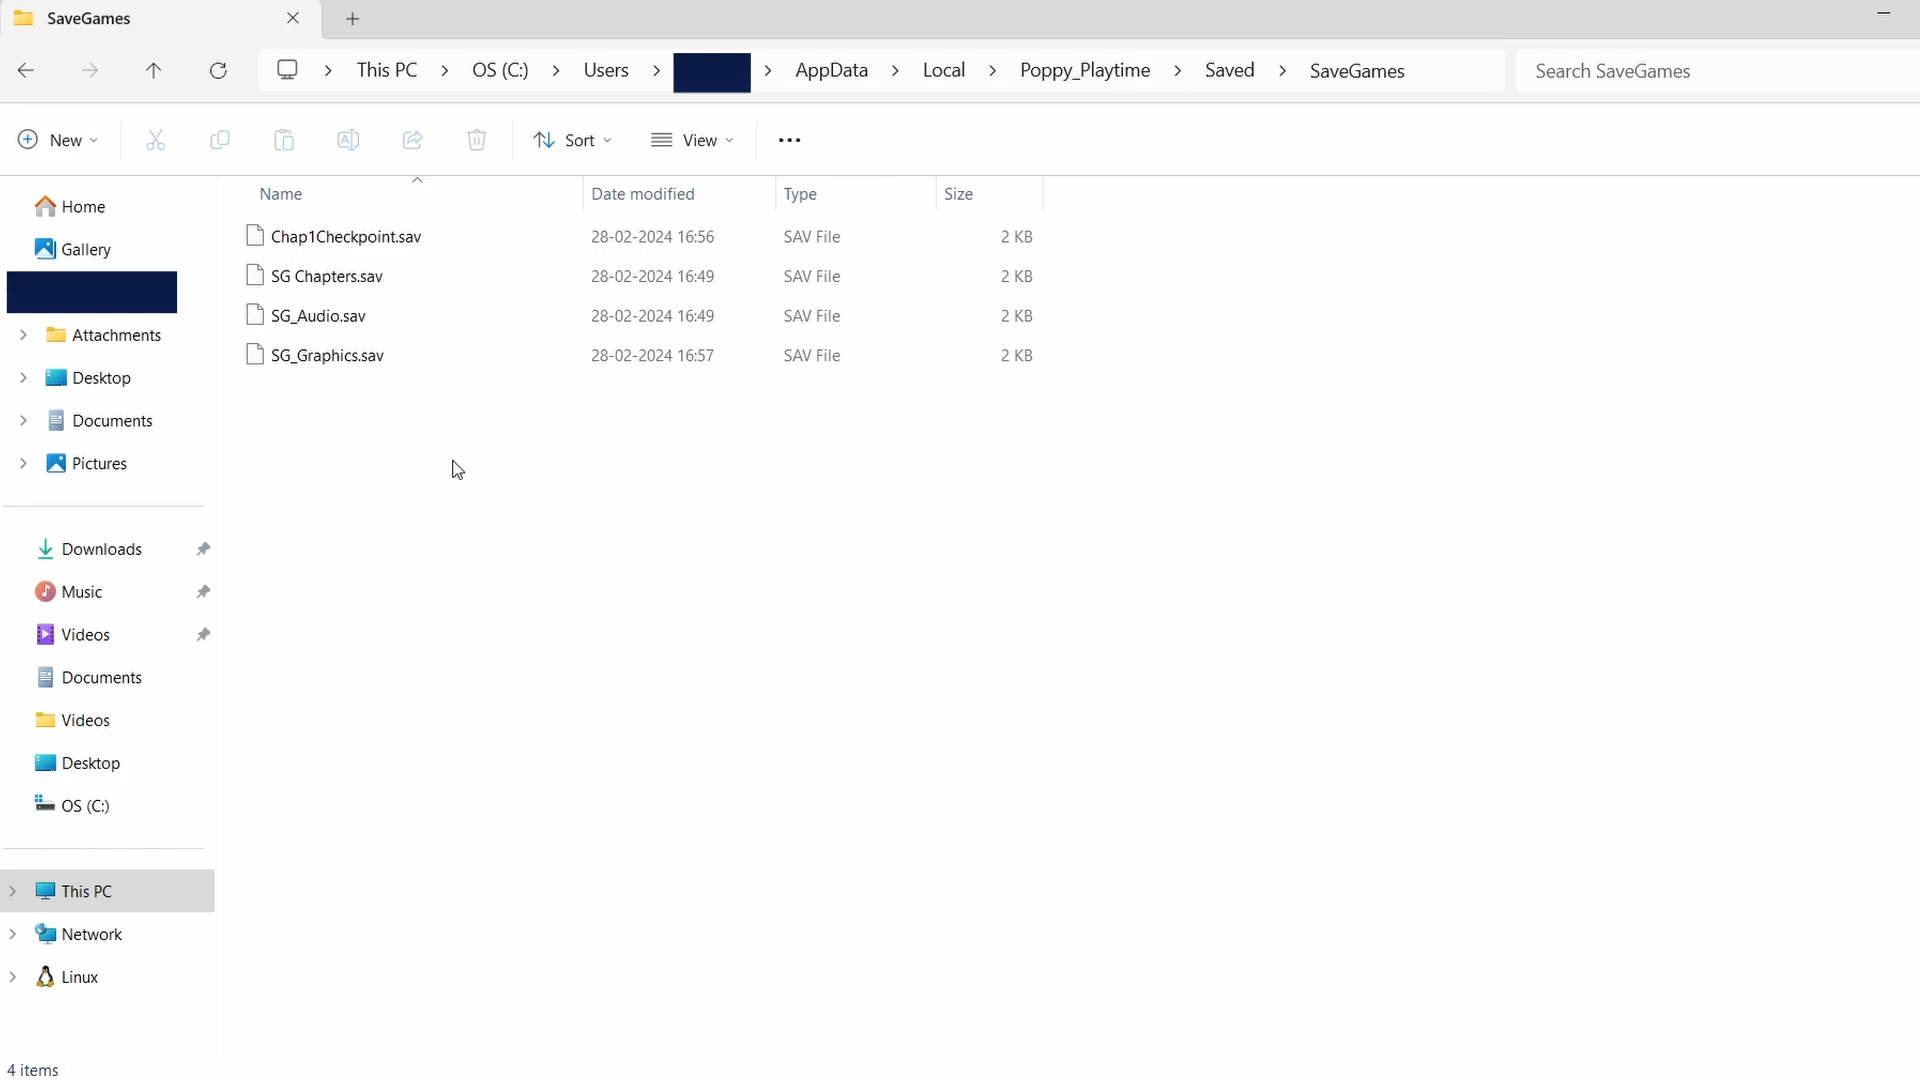 SaveGames
This PC > OS (C:) > Users > > AppData > Local > Poppy_Playtime > Saved > SaveGames
Search SaveGames
New
Sort
View
Name Date modified Type Size
Chap1Checkpoint.sav 28-02-2024 16:56 SAV File 2 KB
SG Chapters.sav 28-02-2024 16:49 SAV File 2 KB
SG_Audio.sav 28-02-2024 16:49 SAV File 2 KB
SG_Graphics.sav 28-02-2024 16:57 SAV File 2 KB
Home
Gallery
Attachments
Desktop
Documents
Pictures
Downloads
Music
Videos
Documents
Videos
Desktop
OS (C:)
This PC
Network
Linux
4 items